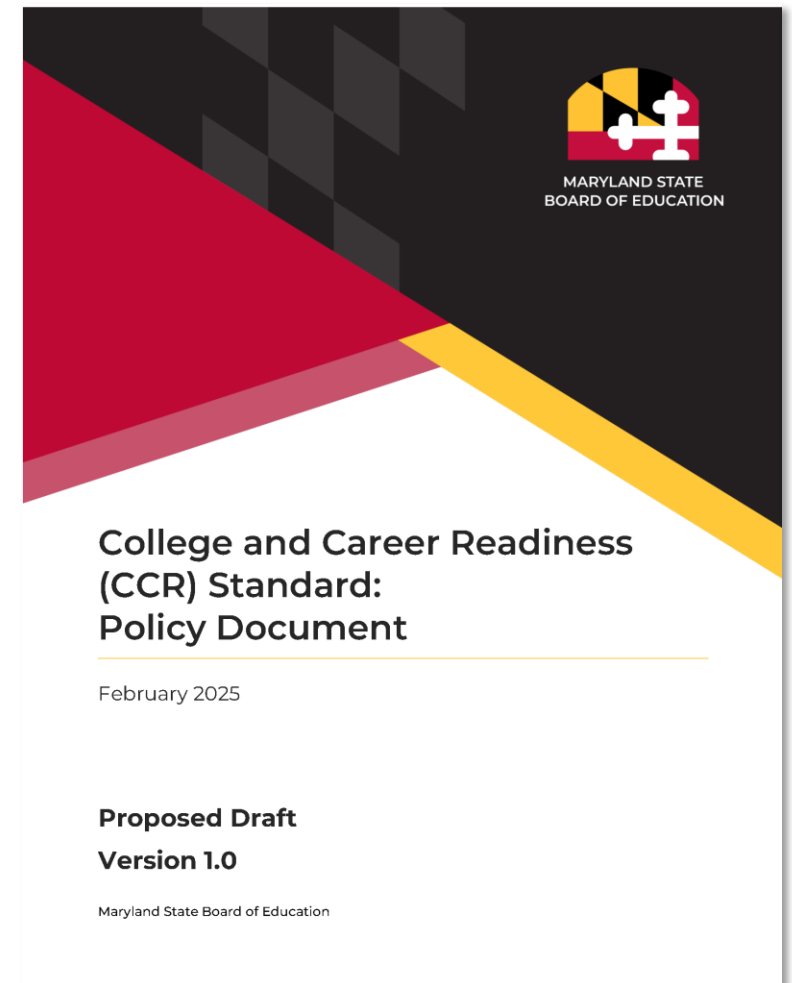 MARYLAND STATE
BOARD OF EDUCATION
College and Career Readiness
(CCR) Standard:
Policy Document
February 2025
Proposed Draft
Version 1.0
Maryland State Board of Education